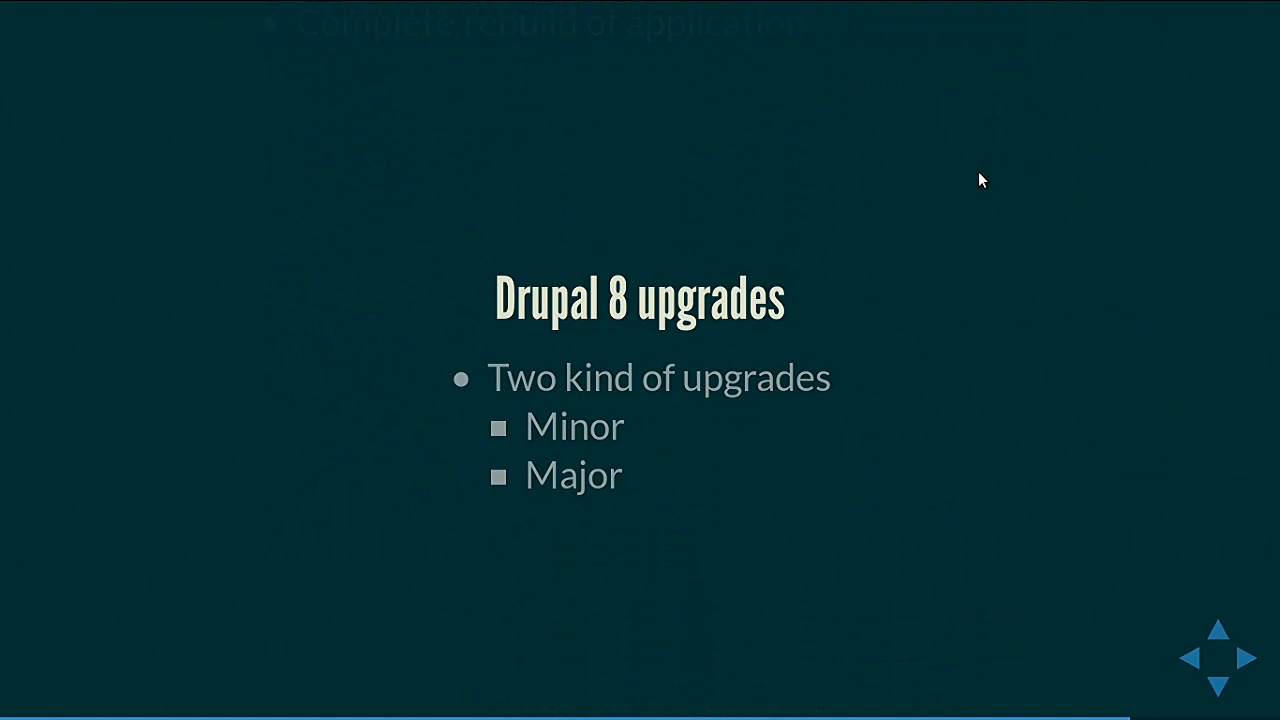 Complete rebuild of application
Drupal 8 upgrades
Two kind of upgrades
Minor
Major